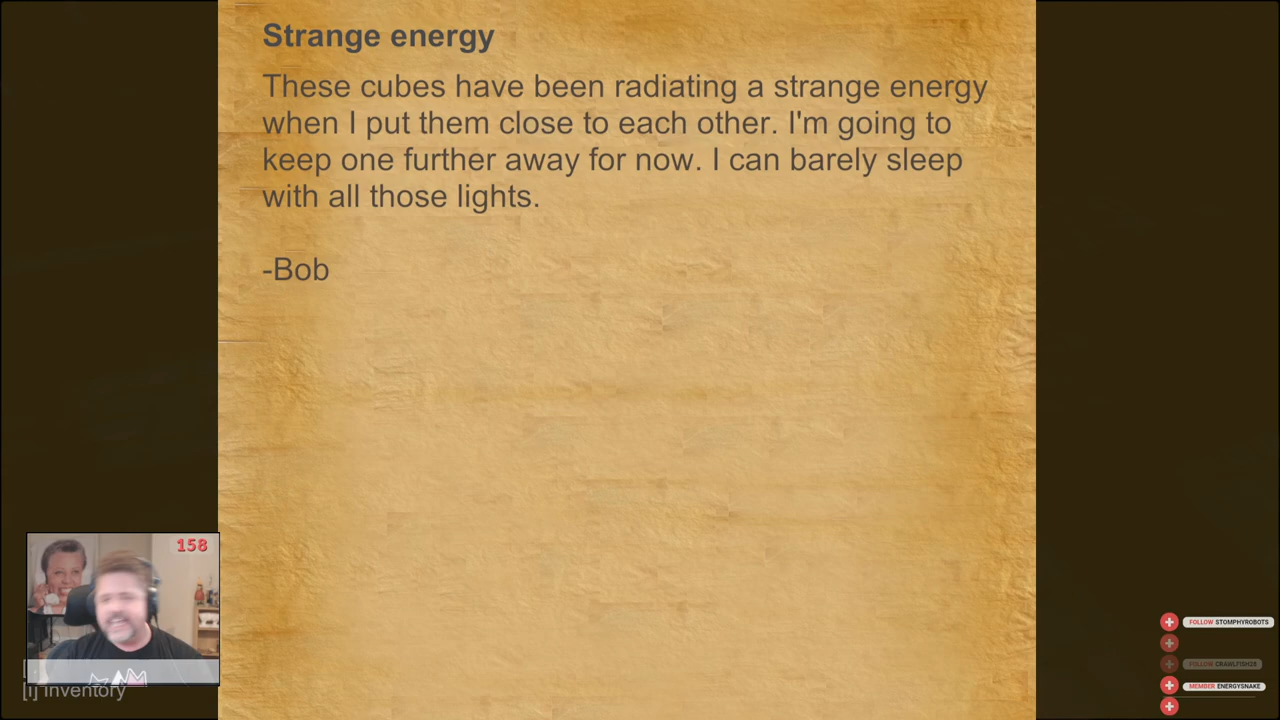 Strange energy
These cubes have been radiating a strange energy
when I put them close to each other. I'm going to
keep one further away for now. I can barely sleep
with all those lights.
-Bob
158
[i] Inventory
FOLLOW STOMPHYROBOTS
FOLLOW CRAWLFISH28
MEMBER ENERGYSNAKE